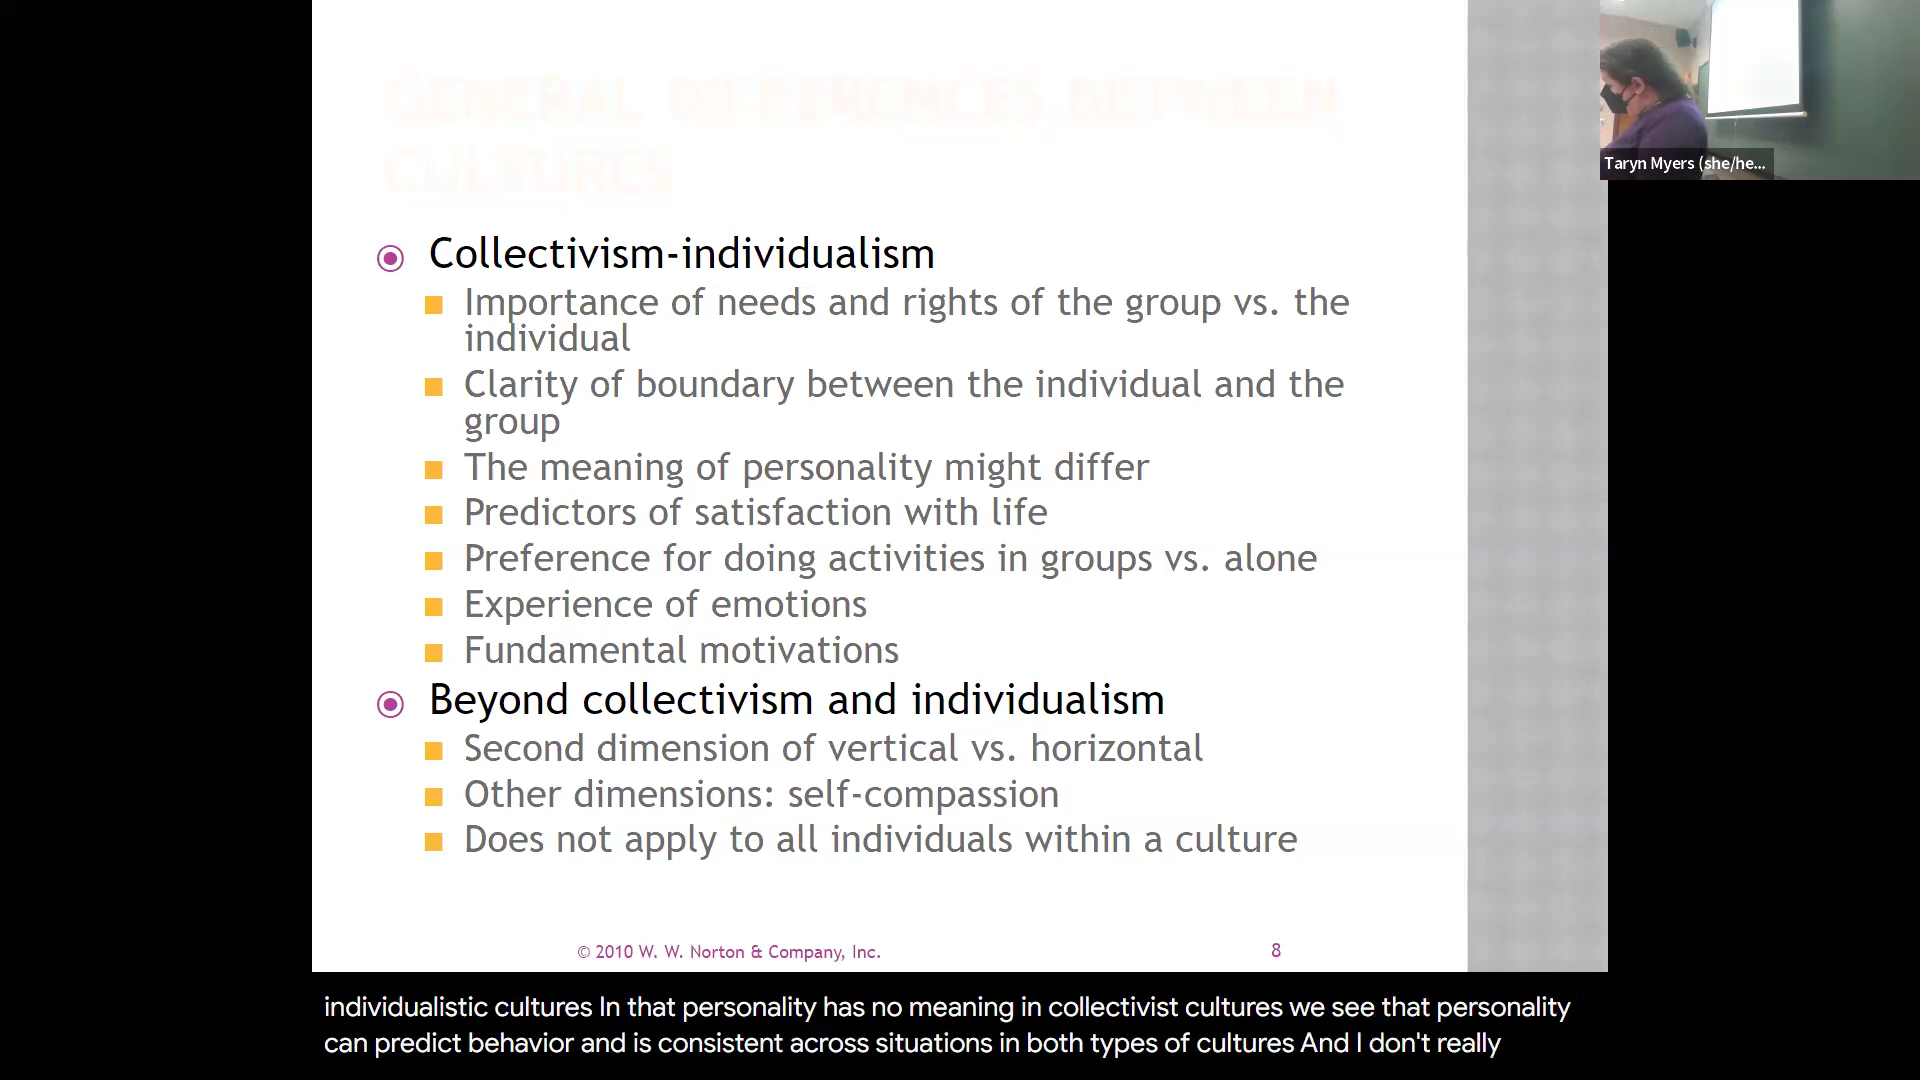 GENERAL DIFFERENCES BETWEEN
CULTURES
Taryn Myers (she/he...
Collectivism-individualism
Importance of needs and rights of the group vs. the
individual
Clarity of boundary between the individual and the
group
The meaning of personality might differ
Predictors of satisfaction with life
Preference for doing activities in groups vs. alone
Experience of emotions
Fundamental motivations
Beyond collectivism and individualism
Second dimension of vertical vs. horizontal
Other dimensions: self-compassion
Does not apply to all individuals within a culture
© 2010 W. W. Norton & Company, Inc.
8
individualistic cultures In that personality has no meaning in collectivist cultures we see that personality
can predict behavior and is consistent across situations in both types of cultures And I don't really